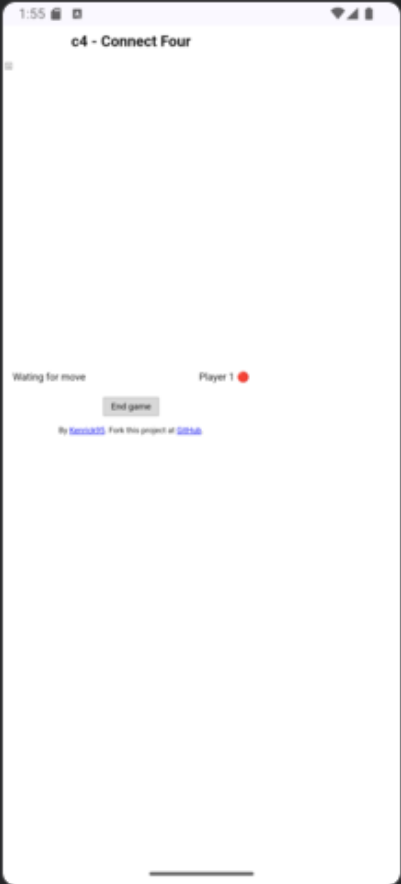 1:55
c4 - Connect Four
Wating for move
Player 1
End game
By Kenrick95. Fork this project at GitHub.